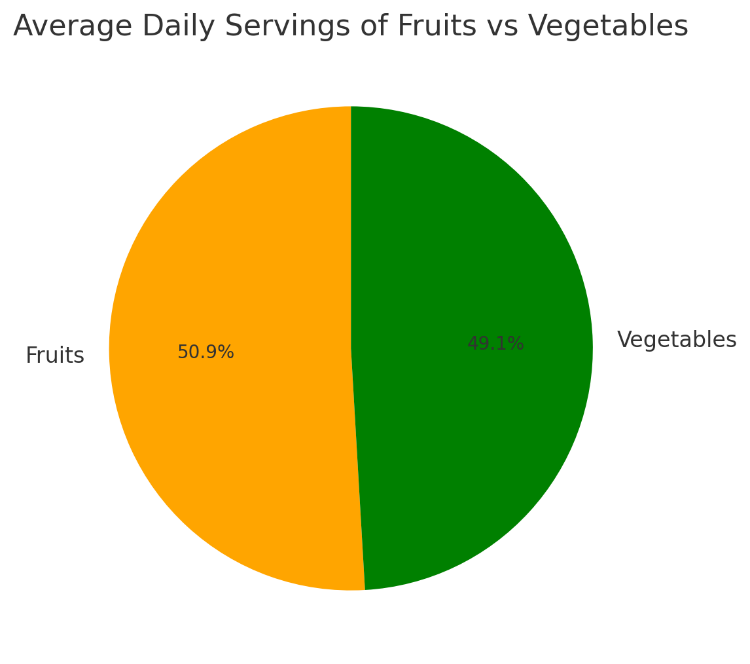 Average Daily Servings of Fruits vs Vegetables
49.1%
Vegetables
Fruits
50.9%